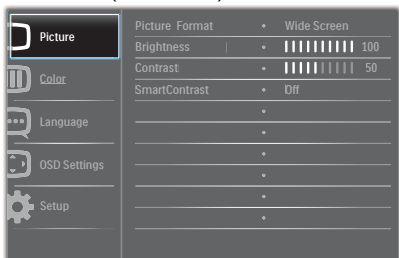 Picture
Color
Language
OSD Settings
Setup
Picture Format • Wide Screen
Brightness • 100
Contrast • 50
SmartContrast • Off
•
•
•
•
•
•